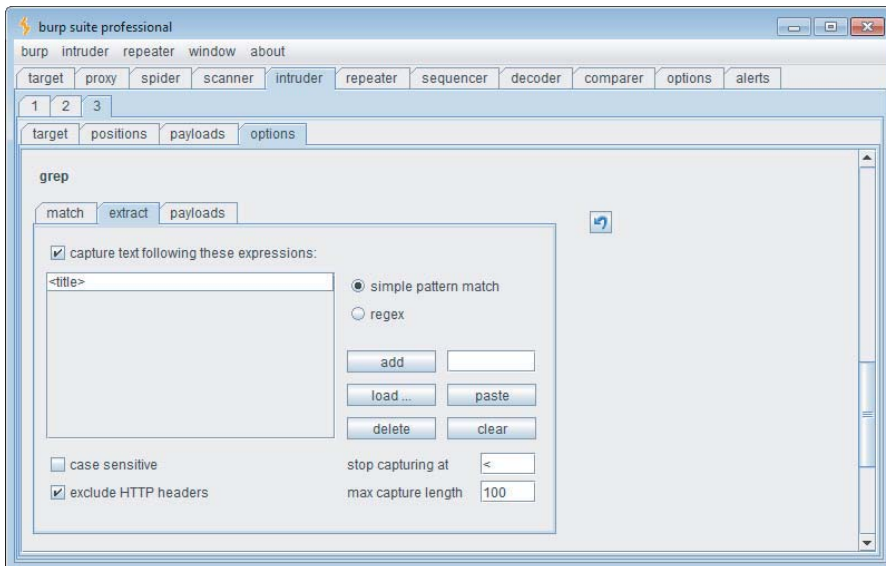 burp suite professional
burp intruder repeater window about
target proxy spider scanner intruder repeater sequencer decoder comparer options alerts
1 2 3
target positions payloads options
grep
match extract payloads
capture text following these expressions:
<title>
simple pattern match
regex
add
load ... paste
delete clear
case sensitive stop capturing at <
exclude HTTP headers max capture length 100